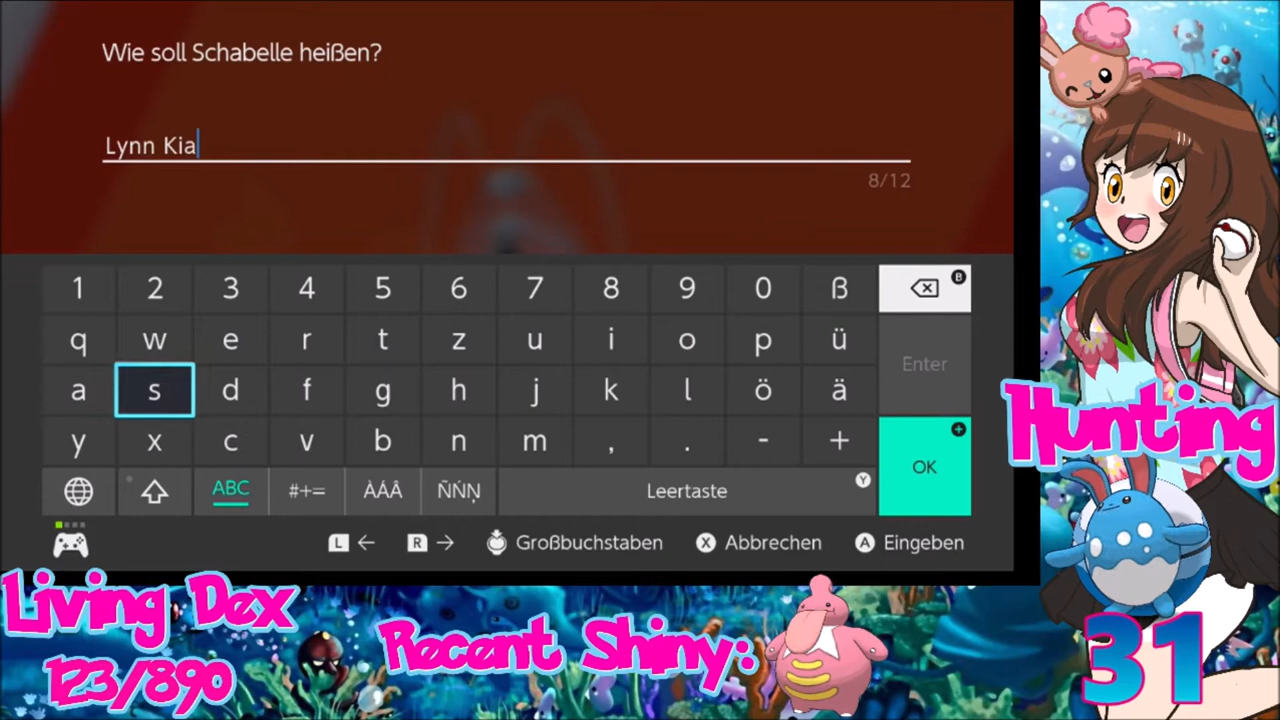 Wie soll Schabelle heißen?
Lynn Kia
8/12
1 2 3 4 5 6 7 8 9 0 ß B
q w e r t z u i o p ü
Enter
a s d f g h j k l ö ä
y x c v b n m , . - +
OK +
ABC #+= ÀÁÂ ÑŃŅ Leertaste Y
L ← R → Großbuchstaben X Abbrechen A Eingeben
Hunting
31
Living Dex
123/890
Recent Shiny: